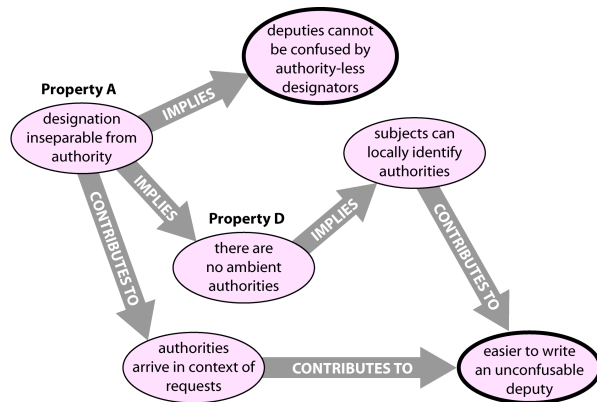 deputies cannot
be confused by
authority-less
designators
Property A
IMPLIES
designation
inseparable from
authority
subjects can
locally identify
authorities
IMPLIES
CONTRIBUTES TO
Property D
IMPLIES
CONTRIBUTES TO
there are
no ambient
authorities
authorities
arrive in context of
requests
CONTRIBUTES TO
easier to write
an unconfusable
deputy